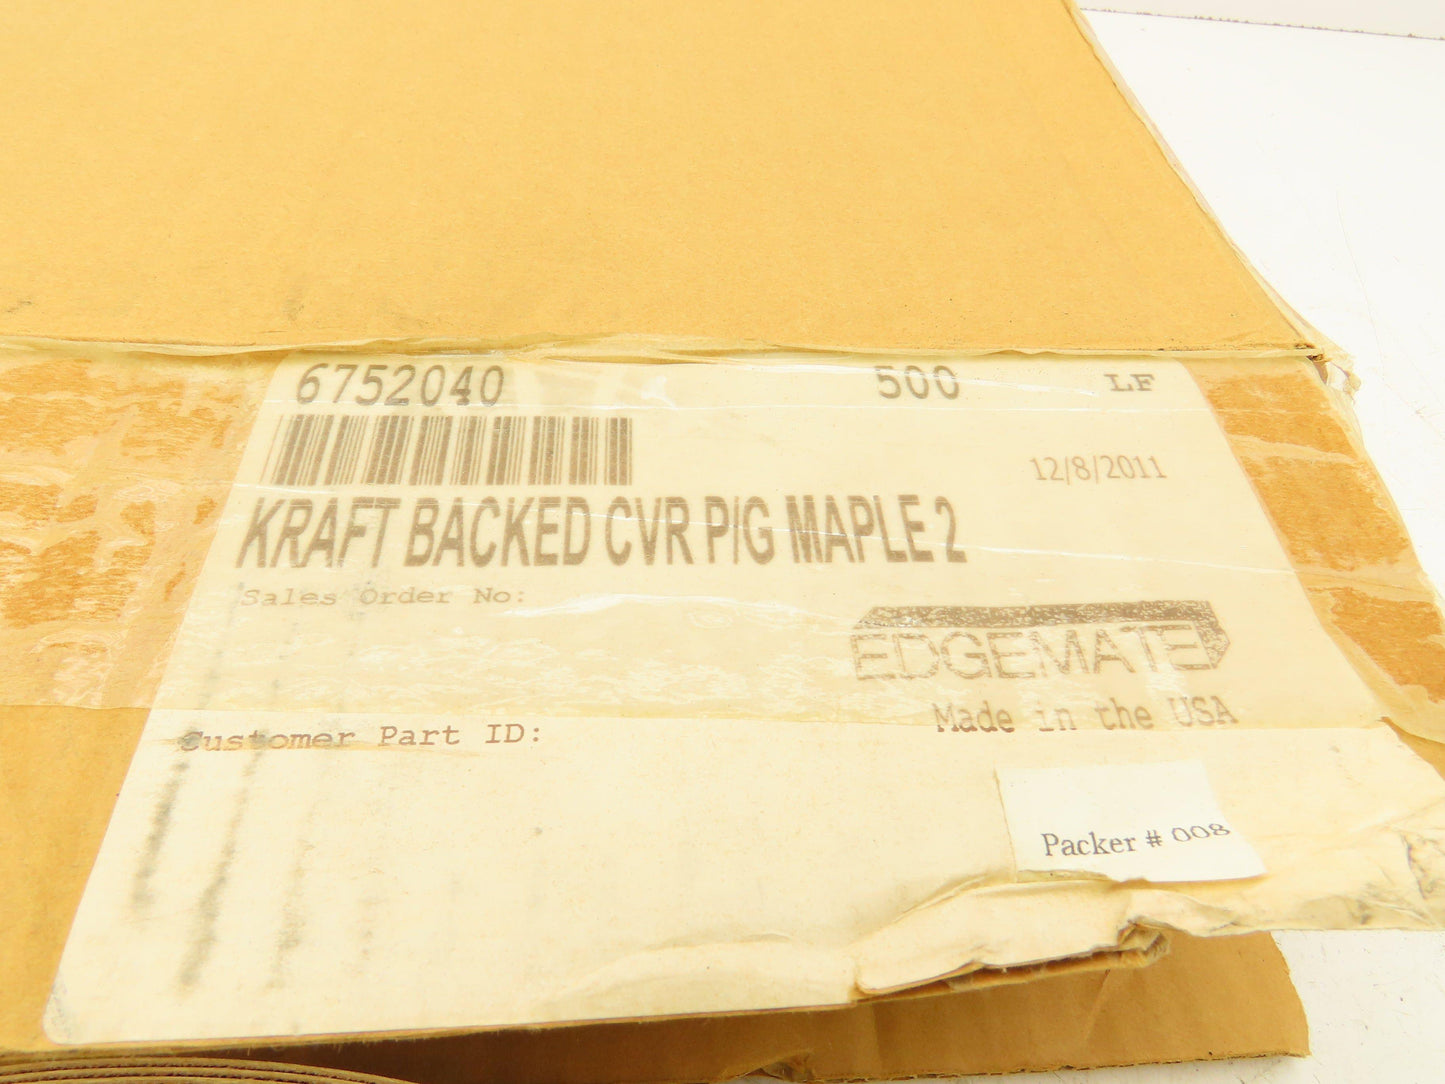 6752040 500 LF
12/8/2011
KRAFT BACKED CVR P/G MAPLE 2
Sales Order No:
EDGEMATE
Made in the USA
Customer Part ID:
Packer # 008